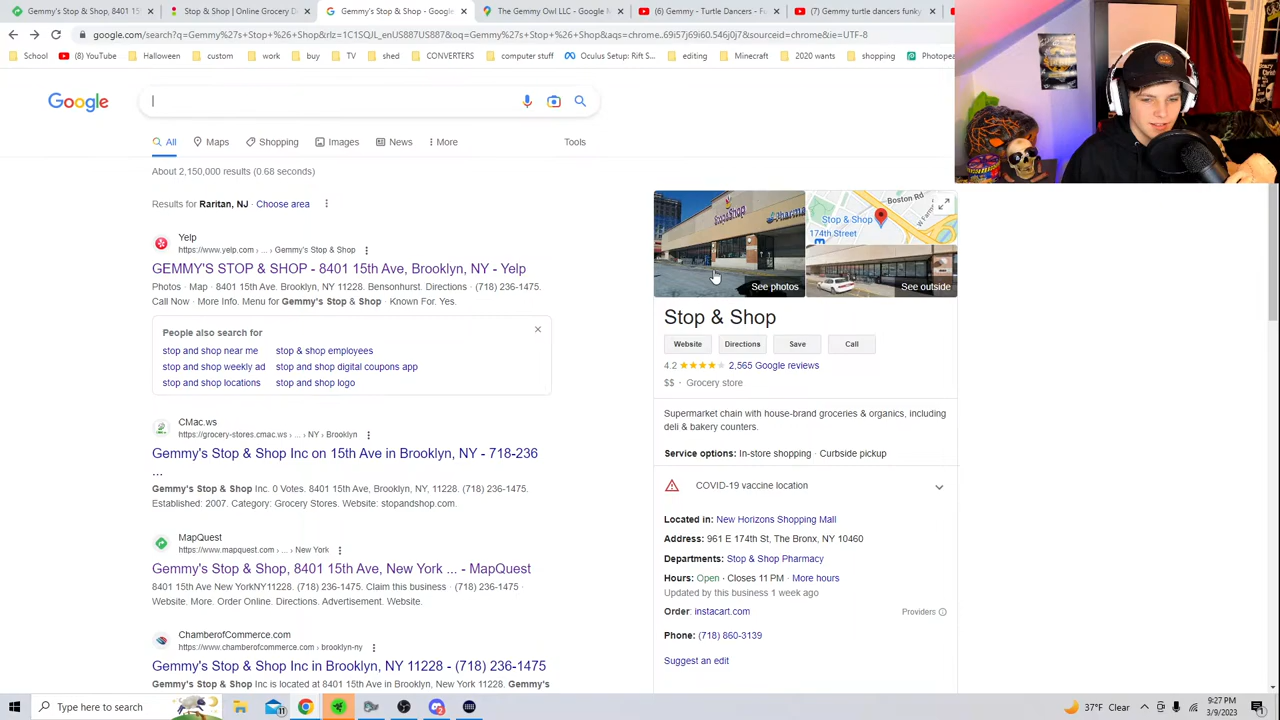 Gemmy's Stop & Shop, 8401 15th
Stop & Shop | Online Grocery D
Gemmy's Stop & Shop - Google
The Gemmy Owl LLC - Google
(6) Gemmy - Turtle Dancers - Fu
(7) Gemmy turtle dancers funky
google.com/search?q=Gemmy%27s+Stop+%26+Shop&rlz=1C1SQJL_enUS887US887&oq=Gemmy%27s+Stop+%26+Shop&aqs=chrome..69i57j69i60.546j0j7&sourceid=chrome&ie=UTF-8
School
(8) YouTube
Halloween
custom
work
buy
TY
shed
CONVERTERS
computer stuff
Oculus Setup: Rift S...
editing
Minecraft
2020 wants
shopping
Photopea
Google
All
Maps
Shopping
Images
News
More
Tools
About 2,150,000 results (0.68 seconds)
Results for Raritan, NJ · Choose area
Yelp
https://www.yelp.com › ... › Gemmy's Stop & Shop
GEMMY'S STOP & SHOP - 8401 15th Ave, Brooklyn, NY - Yelp
Photos · Map · 8401 15th Ave. Brooklyn, NY 11228. Bensonhurst. Directions · (718) 236-1475.
Call Now · More Info. Menu for Gemmy's Stop & Shop · Known For. Yes.
People also search for
stop and shop near me
stop & shop employees
stop and shop weekly ad
stop & shop digital coupons app
stop and shop locations
stop and shop logo
CMac.ws
https://grocery-stores.cmac.ws › ... › NY › Brooklyn
Gemmy's Stop & Shop Inc on 15th Ave in Brooklyn, NY - 718-236
...
Gemmy's Stop & Shop Inc. 0 Votes. 8401 15th Ave, Brooklyn, NY, 11228. (718) 236-1475.
Established: 2007. Category: Grocery Stores. Website: stopandshop.com.
MapQuest
https://www.mapquest.com › ... › New York
Gemmy's Stop & Shop, 8401 15th Ave, New York ... - MapQuest
8401 15th Ave New YorkNY11228. (718) 236-1475. Claim this business · (718) 236-1475 ·
Website. More. Order Online. Directions. Advertisement. Website.
ChamberofCommerce.com
https://www.chamberofcommerce.com › brooklyn-ny
Gemmy's Stop & Shop Inc in Brooklyn, NY 11228 - (718) 236-1475
Gemmy's Stop & Shop Inc is located at 8401 15th Ave, Brooklyn, New York 11228. Gemmy's
Stop&Shop
See photos
Boston Rd
Stop & Shop
174th Street
See outside
Stop & Shop
Website
Directions
Save
Call
4.2
2,565 Google reviews
$$ · Grocery store
Supermarket chain with house-brand groceries & organics, including
deli & bakery counters.
Service options: In-store shopping · Curbside pickup
COVID-19 vaccine location
Located in: New Horizons Shopping Mall
Address: 961 E 174th St, The Bronx, NY 10460
Departments: Stop & Shop Pharmacy
Hours: Open · Closes 11 PM · More hours
Updated by this business 1 week ago
Order: instacart.com
Providers
Phone: (718) 860-3139
Suggest an edit
Type here to search
11
37°F Clear
9:27 PM
3/9/2023
1